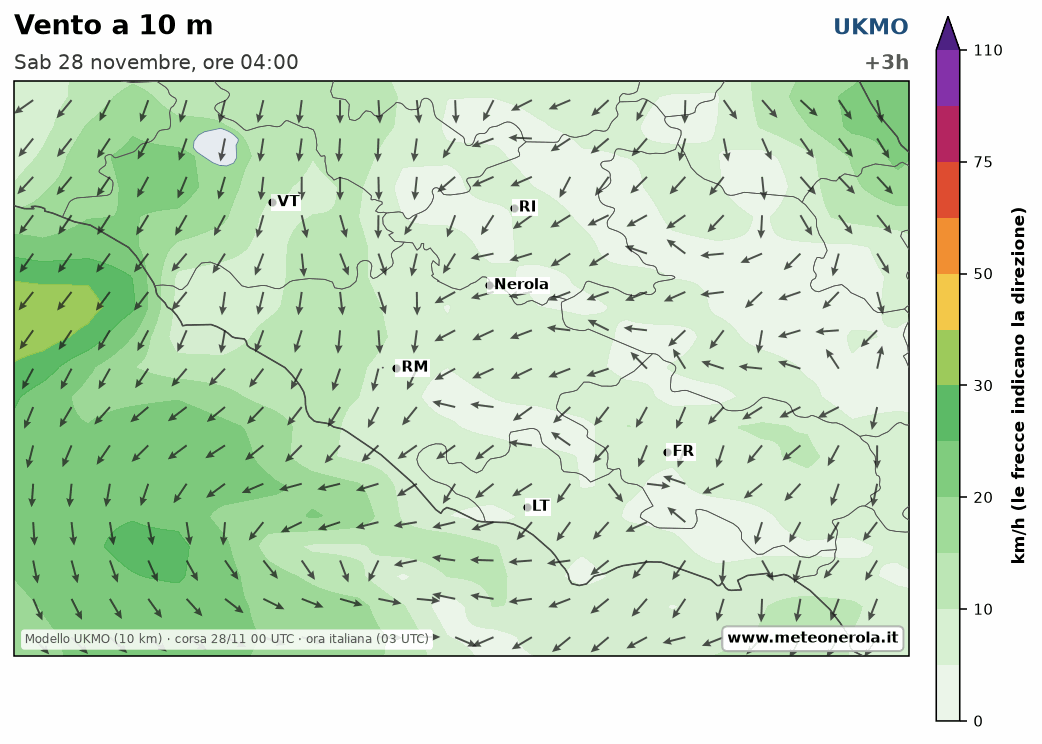 Vento a 10 m
UKMO
Sab 28 novembre, ore 04:00
+3h
110
75
50
30
20
10
0
km/h (le frecce indicano la direzione)
VT
RI
Nerola
RM
FR
LT
Modello UKMO (10 km) · corsa 28/11 00 UTC · ora italiana (03 UTC)
www.meteonerola.it